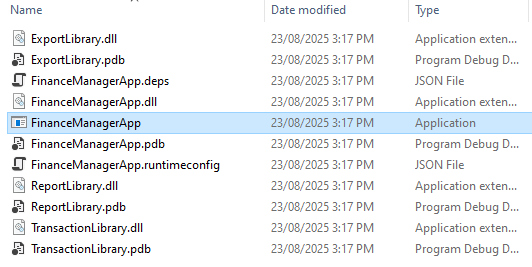 Name Date modified Type
ExportLibrary.dll 23/08/2025 3:17 PM Application exten...
ExportLibrary.pdb 23/08/2025 3:17 PM Program Debug D...
FinanceManagerApp.deps 23/08/2025 3:17 PM JSON File
FinanceManagerApp.dll 23/08/2025 3:17 PM Application exten...
FinanceManagerApp 23/08/2025 3:17 PM Application
FinanceManagerApp.pdb 23/08/2025 3:17 PM Program Debug D...
FinanceManagerApp.runtimeconfig 23/08/2025 3:17 PM JSON File
ReportLibrary.dll 23/08/2025 3:17 PM Application exten...
ReportLibrary.pdb 23/08/2025 3:17 PM Program Debug D...
TransactionLibrary.dll 23/08/2025 3:17 PM Application exten...
TransactionLibrary.pdb 23/08/2025 3:17 PM Program Debug D...